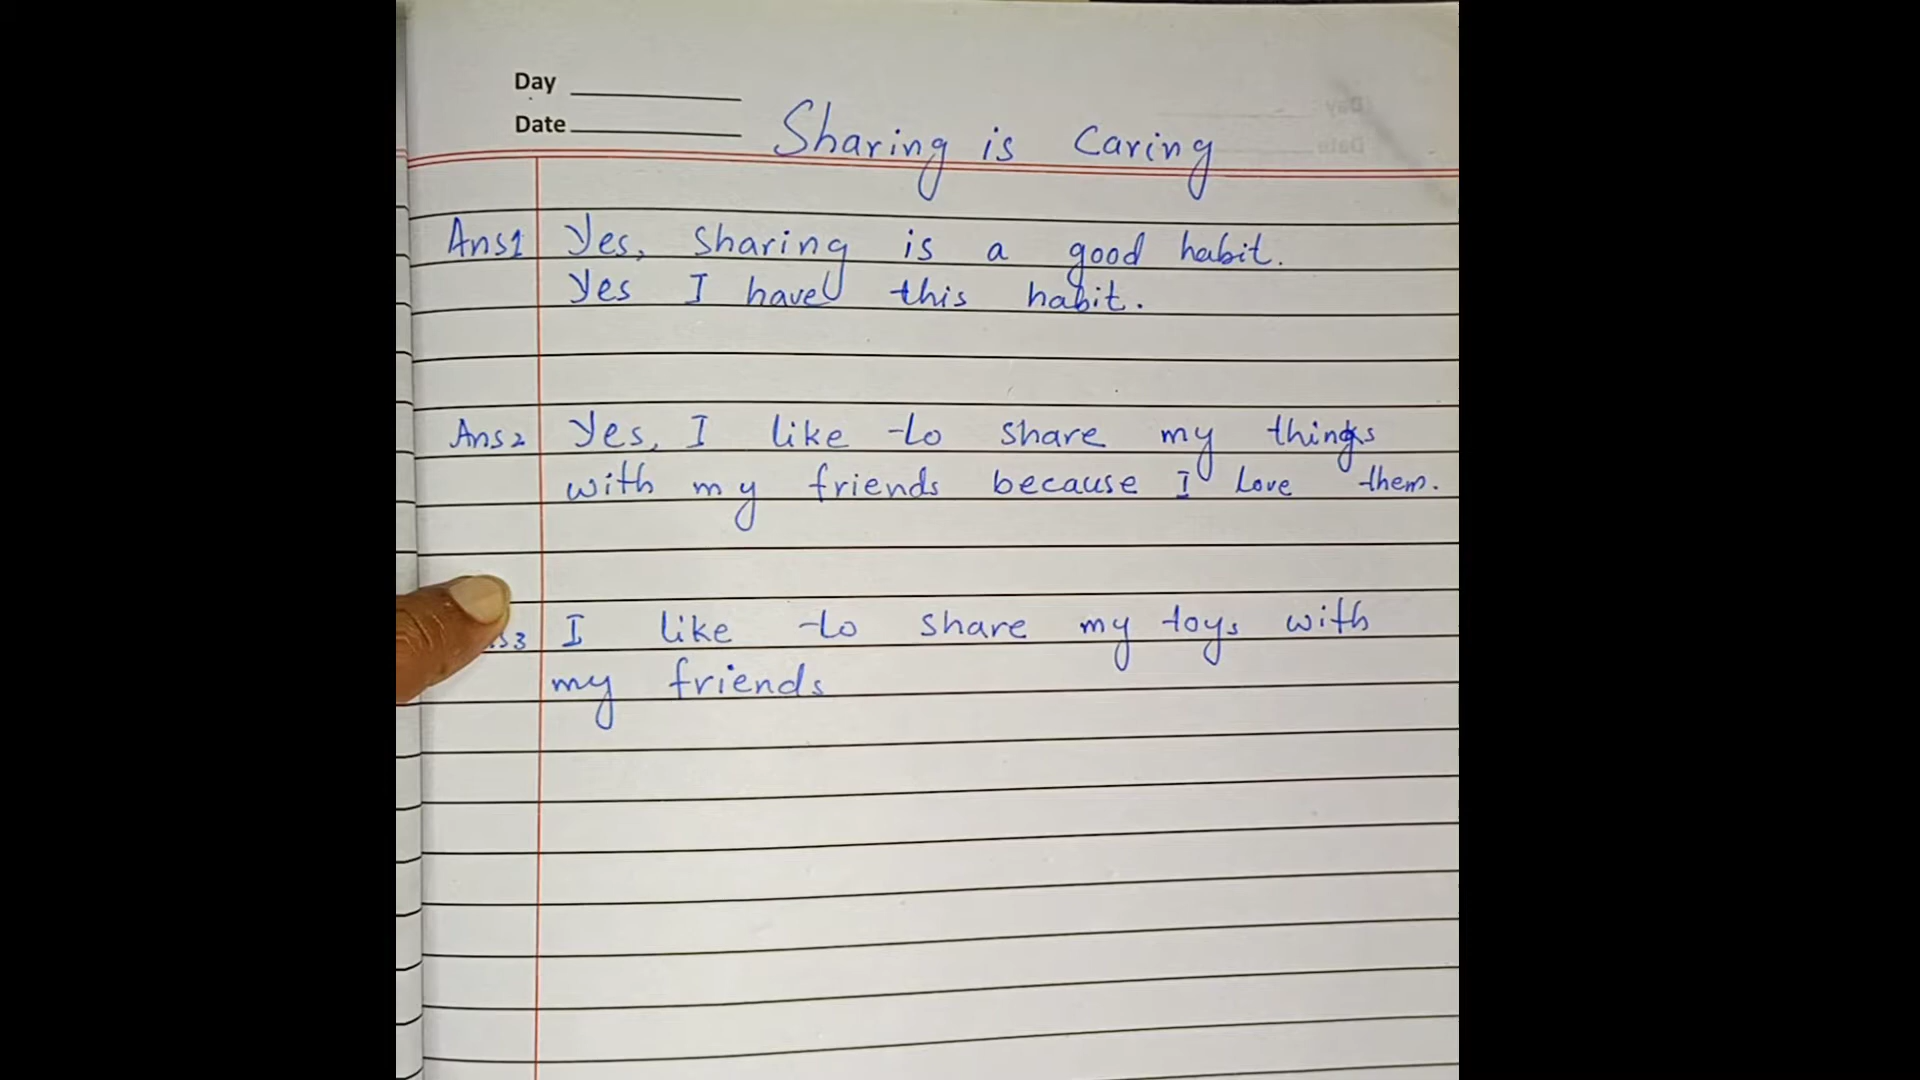 Day
Date
Sharing is Caring
Ans1 Yes, sharing is a good habit.
Yes I have this habit.
Ans2 Yes, I like to share my things
with my friends because I Love them.
s3 I like to share my toys with
my friends